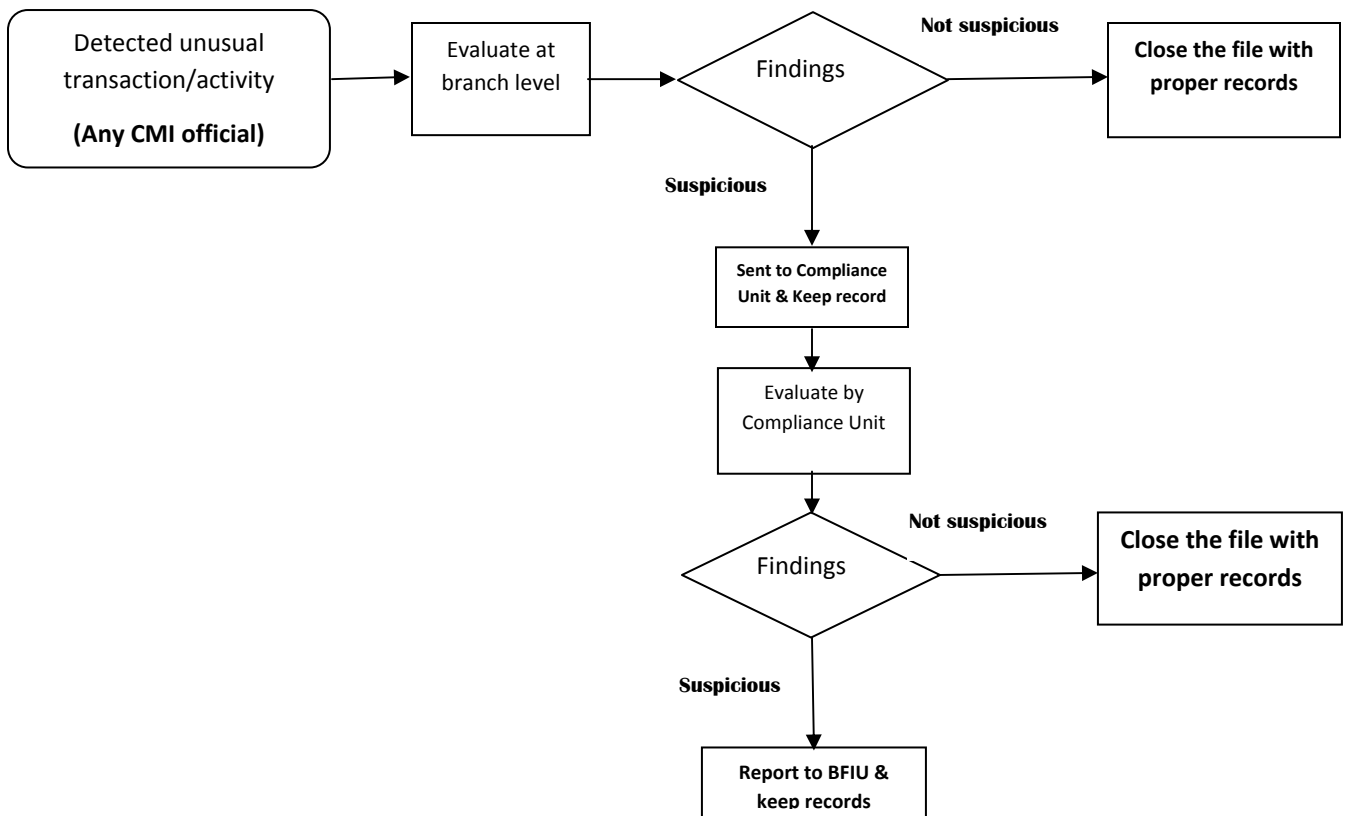 Detected unusual
transaction/activity
(Any CMI official)
Evaluate at
branch level
Findings
Not suspicious
Close the file with
proper records
Suspicious
Sent to Compliance
Unit & Keep record
Evaluate by
Compliance Unit
Findings
Not suspicious
Close the file with
proper records
Suspicious
Report to BFIU &
keep records